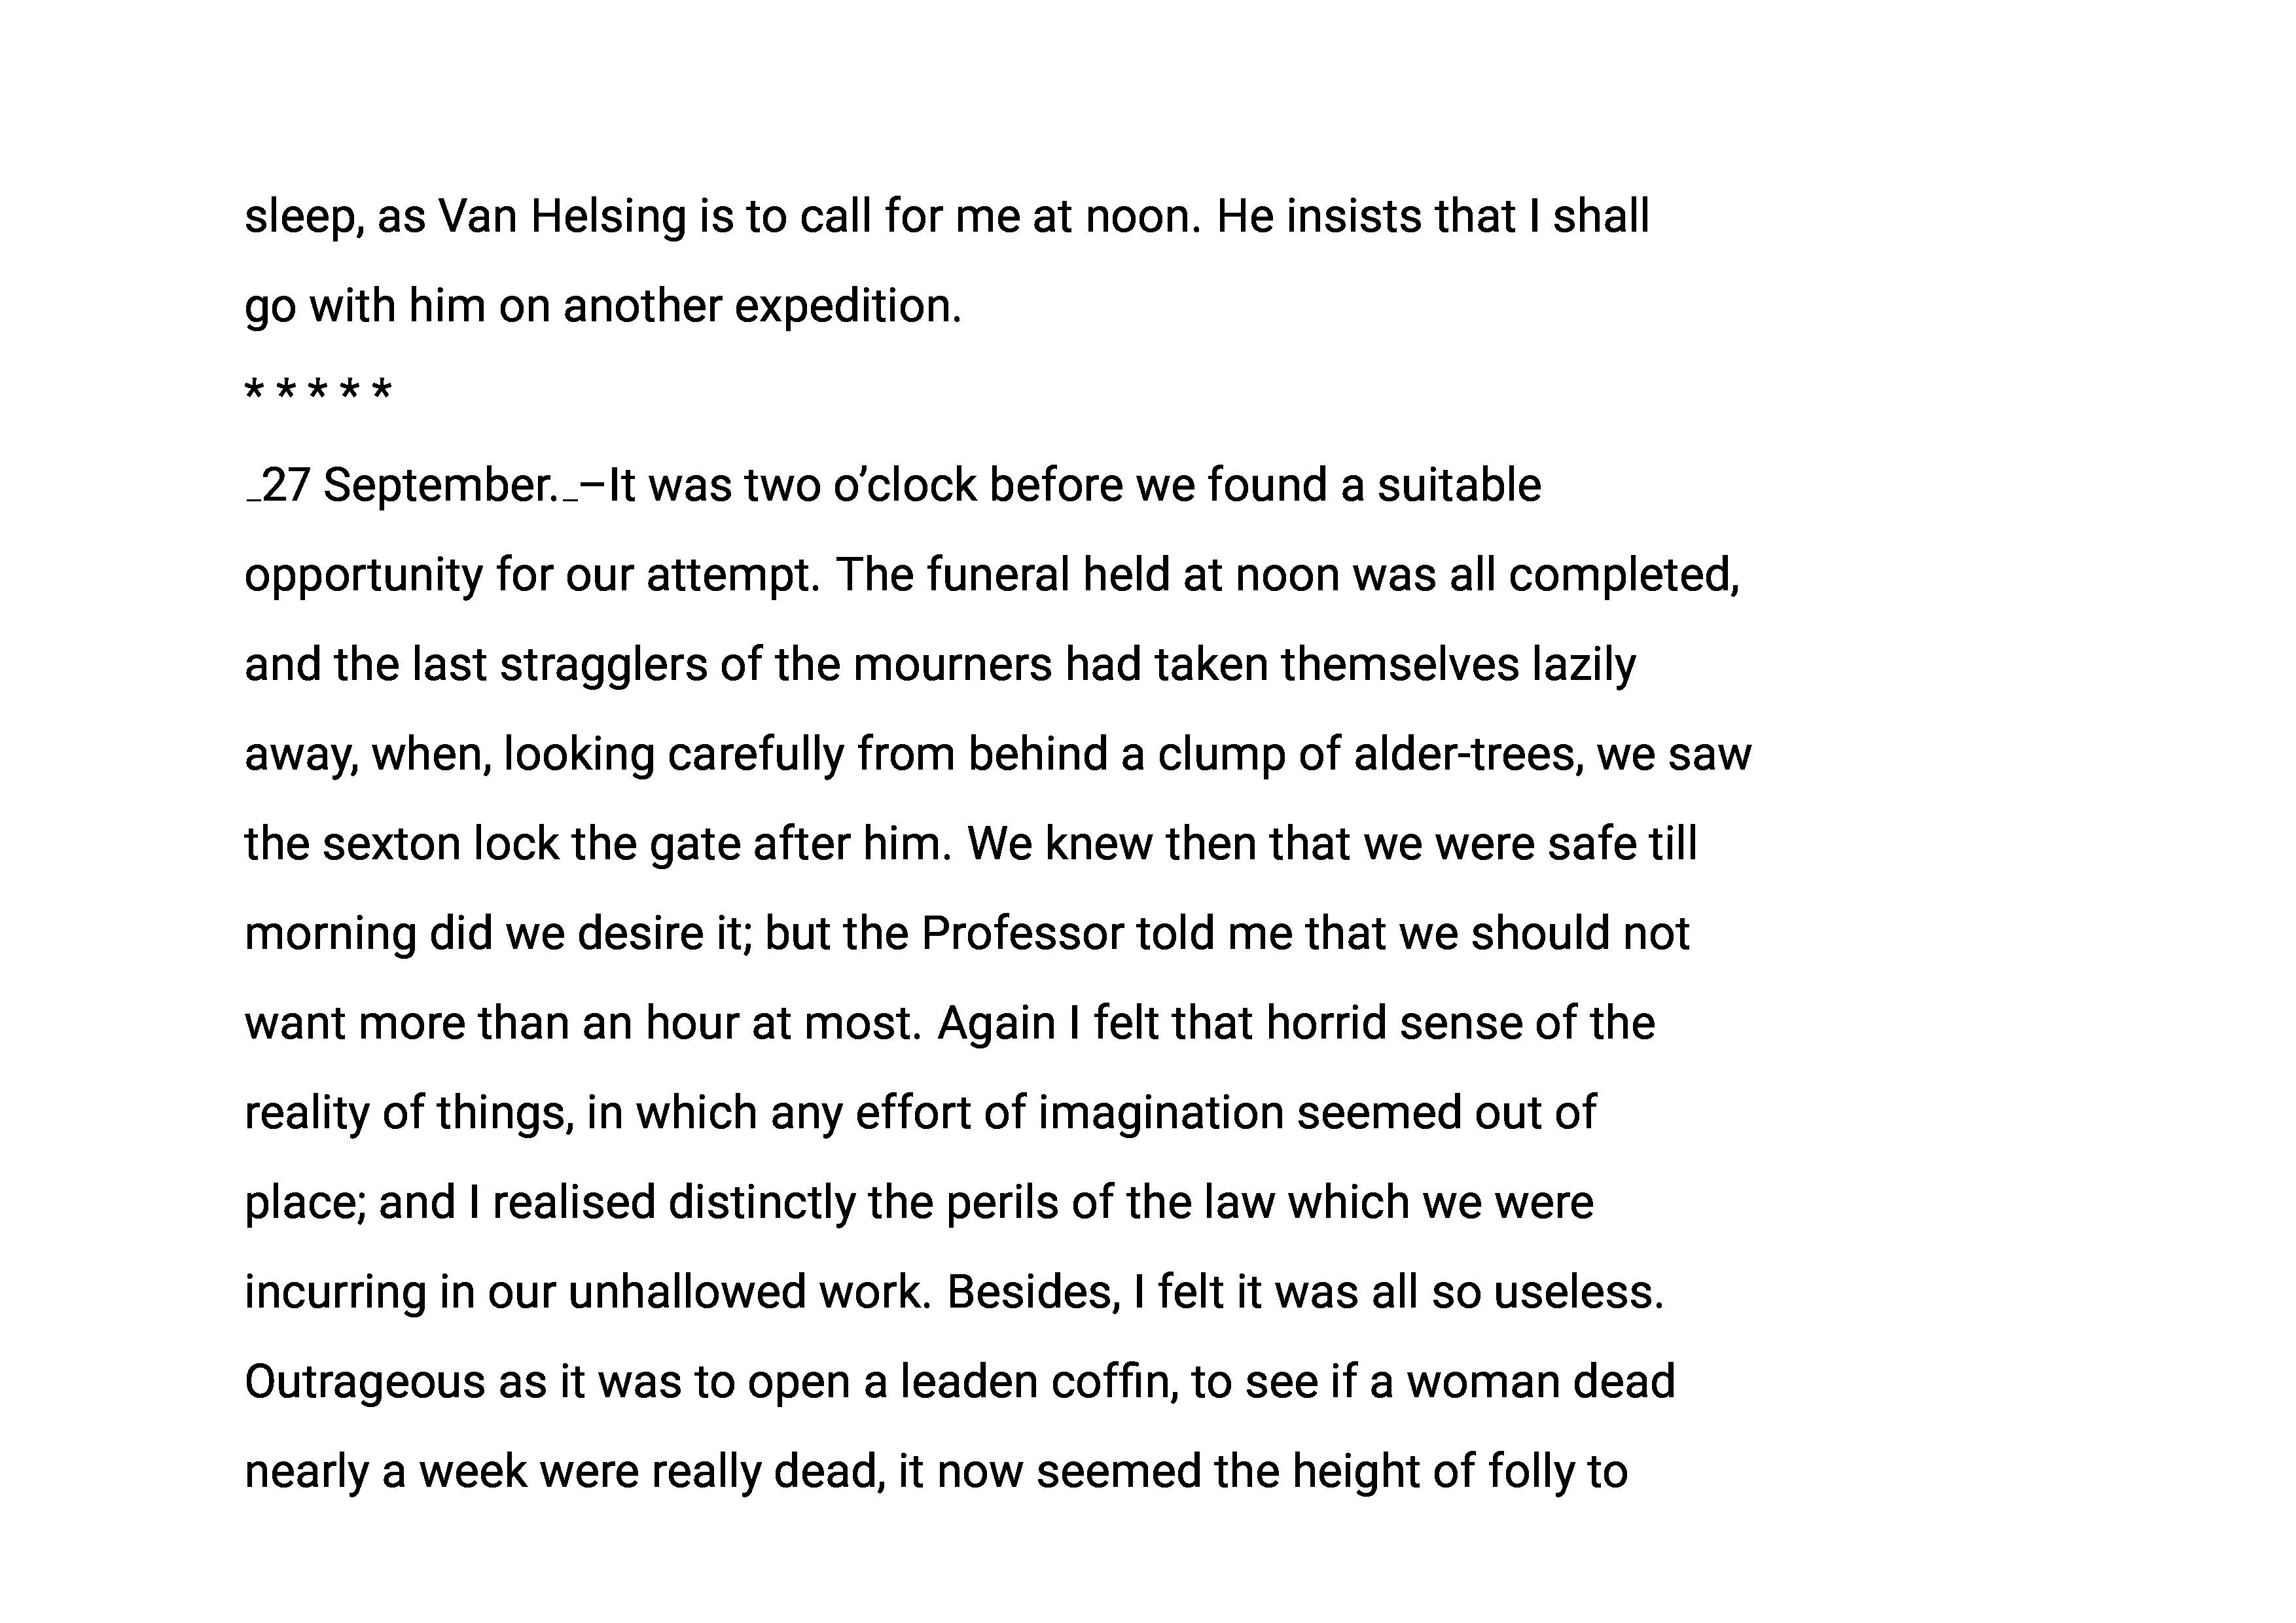 sleep, as Van Helsing is to call for me at noon. He insists that I shall
go with him on another expedition.
* * * * *
_27 September._–It was two o’clock before we found a suitable
opportunity for our attempt. The funeral held at noon was all completed,
and the last stragglers of the mourners had taken themselves lazily
away, when, looking carefully from behind a clump of alder-trees, we saw
the sexton lock the gate after him. We knew then that we were safe till
morning did we desire it; but the Professor told me that we should not
want more than an hour at most. Again I felt that horrid sense of the
reality of things, in which any effort of imagination seemed out of
place; and I realised distinctly the perils of the law which we were
incurring in our unhallowed work. Besides, I felt it was all so useless.
Outrageous as it was to open a leaden coffin, to see if a woman dead
nearly a week were really dead, it now seemed the height of folly to